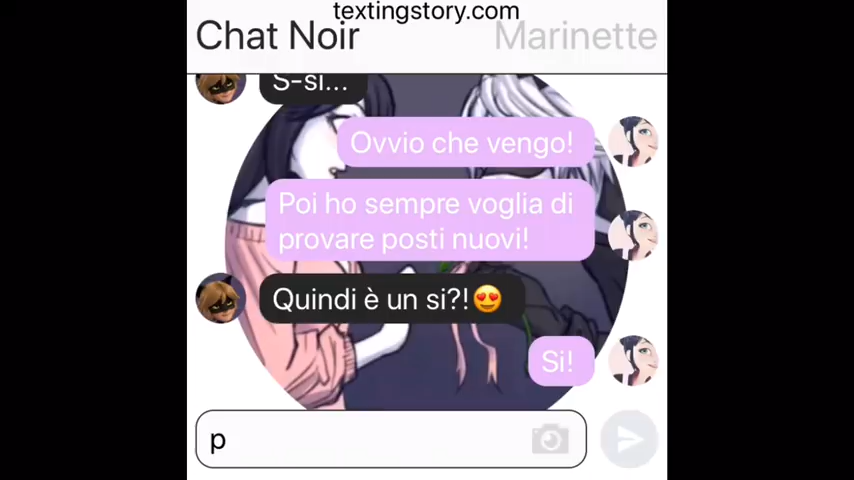 textingstory.com
Chat Noir
Marinette
S-si...
Ovvio che vengo!
Poi ho sempre voglia di
provare posti nuovi!
Quindi è un si?!😍
Si!
p